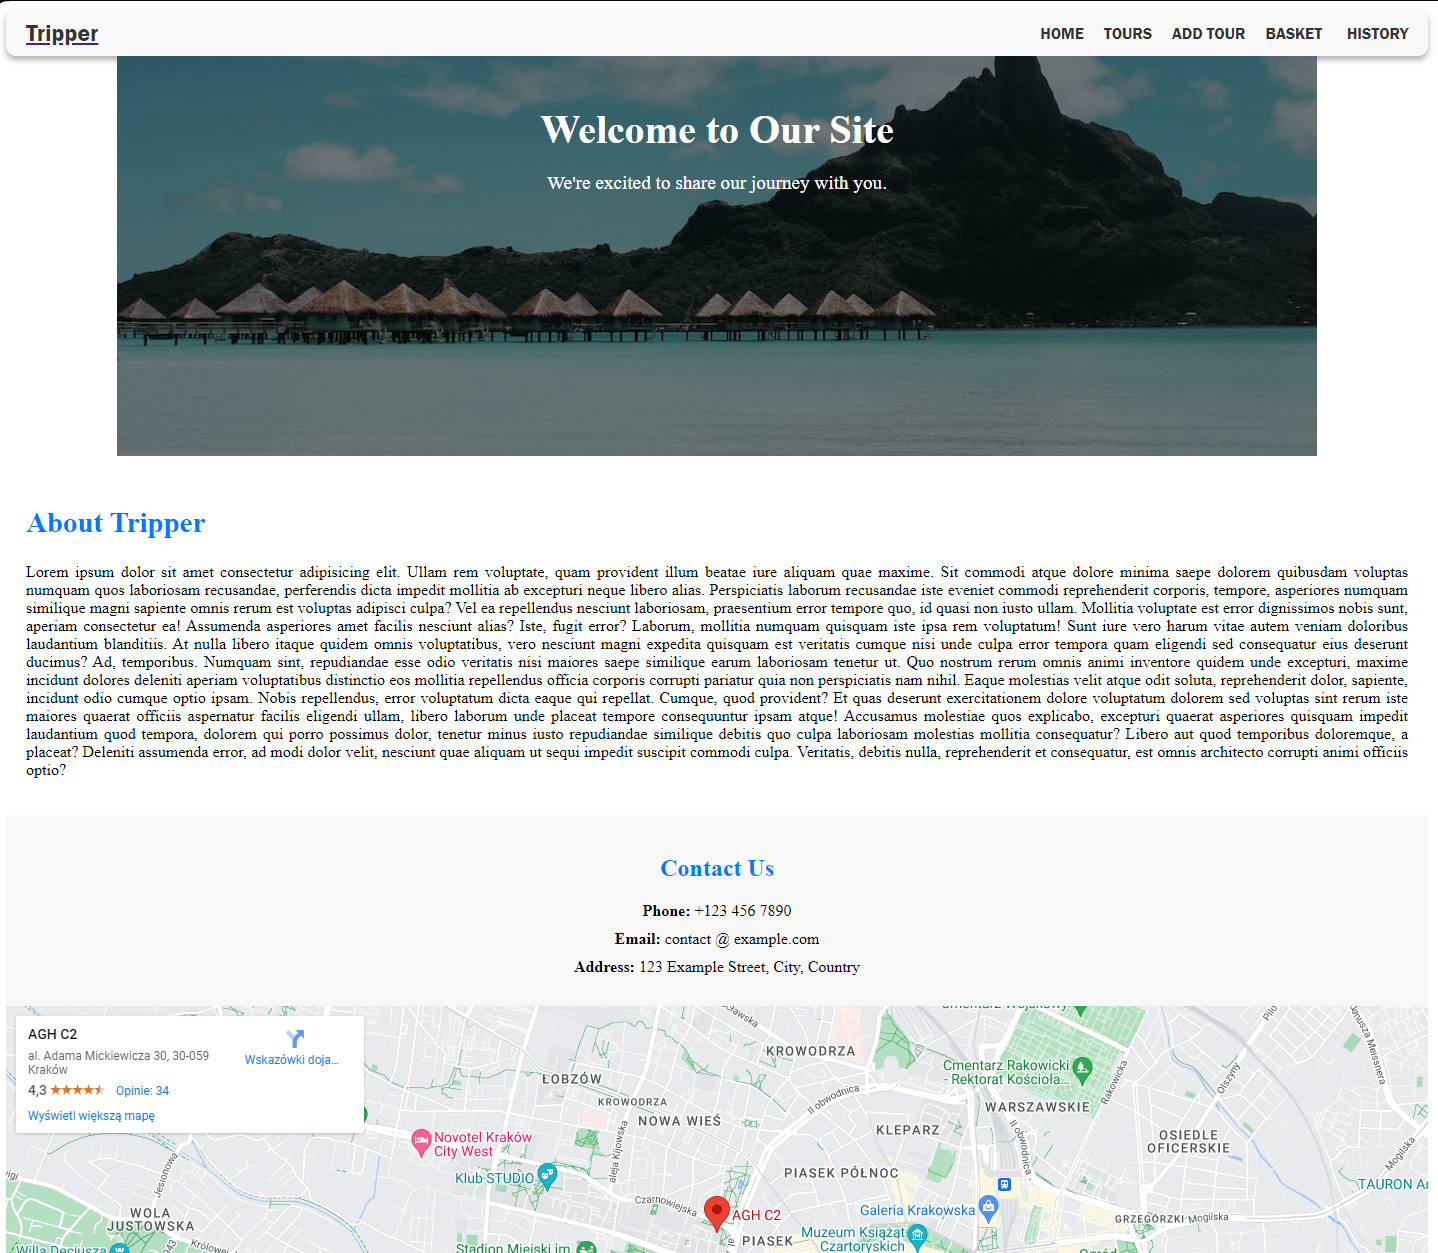 Tripper
HOME TOURS ADD TOUR BASKET HISTORY
Welcome to Our Site
We're excited to share our journey with you.
About Tripper
Lorem ipsum dolor sit amet consectetur adipisicing elit. Ullam rem voluptate, quam provident illum beatae iure aliquam quae maxime. Sit commodi atque dolore minima saepe dolorem quibusdam voluptas
numquam quos laboriosam recusandae, perferendis dicta impedit mollitia ab excepturi neque libero alias. Perspiciatis laborum recusandae iste eveniet commodi reprehenderit corporis, tempore, asperiores numquam
similique magni sapiente omnis rerum est voluptas adipisci culpa? Vel ea repellendus nesciunt laboriosam, praesentium error tempore quo, id quasi non iusto ullam. Mollitia voluptate est error dignissimos nobis sunt,
aperiam consectetur ea! Assumenda asperiores amet facilis nesciunt alias? Iste, fugit error? Laborum, mollitia numquam quisquam iste ipsa rem voluptatum! Sunt iure vero harum vitae autem veniam doloribus
laudantium blanditiis. At nulla libero itaque quidem omnis voluptatibus, vero nesciunt magni expedita quisquam est veritatis cumque nisi unde culpa error tempora quam eligendi sed consequatur eius deserunt
ducimus? Ad, temporibus. Numquam sint, repudiandae esse odio veritatis nisi maiores saepe similique earum laboriosam tenetur ut. Quo nostrum rerum omnis animi inventore quidem unde excepturi, maxime
incidunt dolores deleniti aperiam voluptatibus distinctio eos mollitia repellendus officia corporis corrupti pariatur quia non perspiciatis nam nihil. Eaque molestias velit atque odit soluta, reprehenderit dolor, sapiente,
incidunt odio cumque optio ipsam. Nobis repellendus, error voluptatum dicta eaque qui repellat. Cumque, quod provident? Et quas deserunt exercitationem dolore voluptatum dolorem sed voluptas sint rerum iste
maiores quaerat officiis aspernatur facilis eligendi ullam, libero laborum unde placeat tempore consequuntur ipsam atque! Accusamus molestiae quos explicabo, excepturi quaerat asperiores quisquam impedit
laudantium quod tempora, dolorem qui porro possimus dolor, tenetur minus iusto repudiandae similique debitis quo culpa laboriosam molestias mollitia consequatur? Libero aut quod temporibus doloremque, a
placeat? Deleniti assumenda error, ad modi dolor velit, nesciunt quae aliquam ut sequi impedit suscipit commodi culpa. Veritatis, debitis nulla, reprehenderit et consequatur, est omnis architecto corrupti animi officiis
optio?
Contact Us
Phone: +123 456 7890
Email: contact @ example.com
Address: 123 Example Street, City, Country
AGH C2
al. Adama Mickiewicza 30, 30-059
Kraków
4,3 Opinie: 34
Wyświetl większą mapę
Wskazówki doja...
Cmentarz Wojskowy
KROWODRZA
Cmentarz Rakowicki
- Rektorat Kościoła...
ŁOBZÓW
KROWODRZA
NOWA WIEŚ
ul obwodnica
WARSZAWSKIE
Rakowicka
Olszyny
KLEPARZ
II obwodnica
OSIEDLE
OFICERSKIE
Novotel Kraków
City West
aleja Kijowska
Mogilska
Jesionowa
Klub STUDIO
PIASEK PÓŁNOC
TAURON
Czarnowiejska
AGH C2
Galeria Krakowska
WOLA
JUSTOWSKA
GRZEGÓRZKI
Mogilska
Muzeum Książąt
Czartoryskich
PIASEK
Willa Decjusza
Królowej
Stadion Miejski im.
Ogród